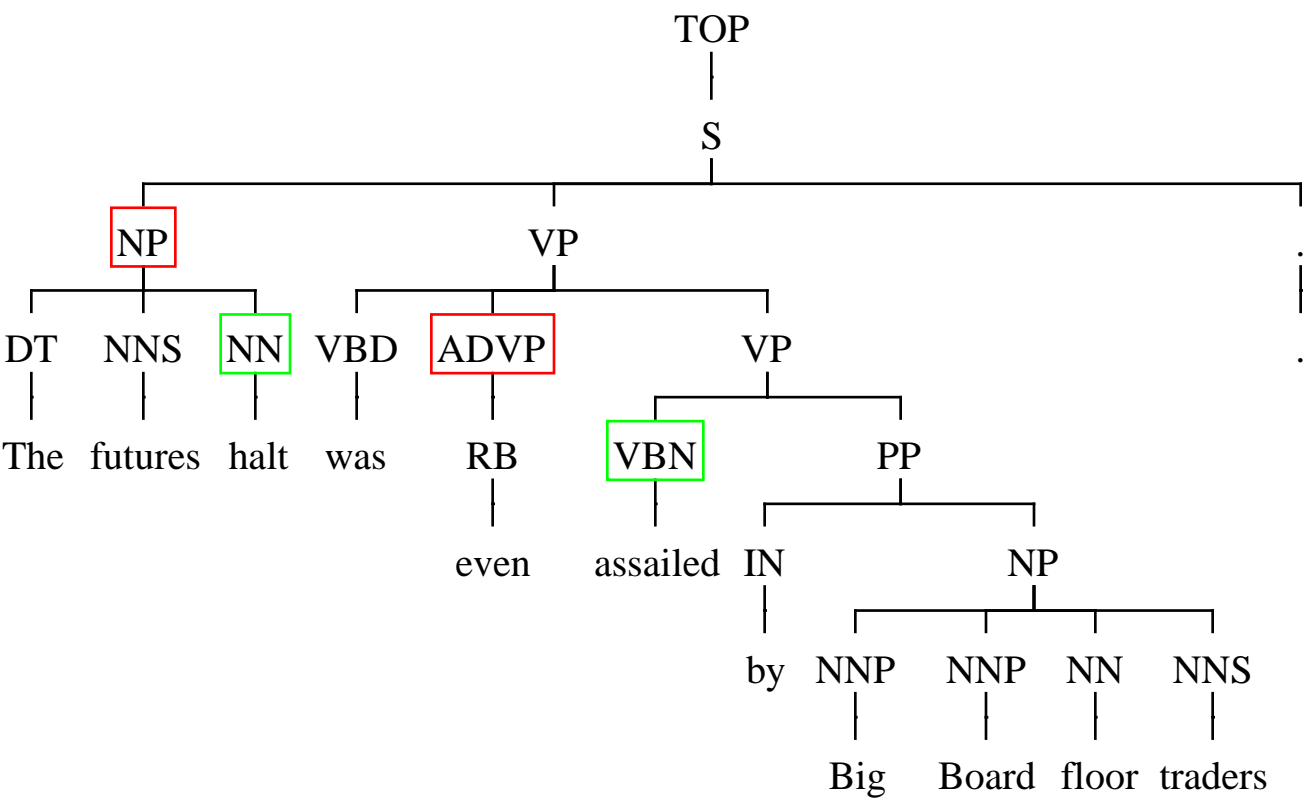 TOP
S
NP VP .
DT NNS NN VBD ADVP VP .
The futures halt was RB VBN PP
even assailed IN NP
by NNP NNP NN NNS
Big Board floor traders